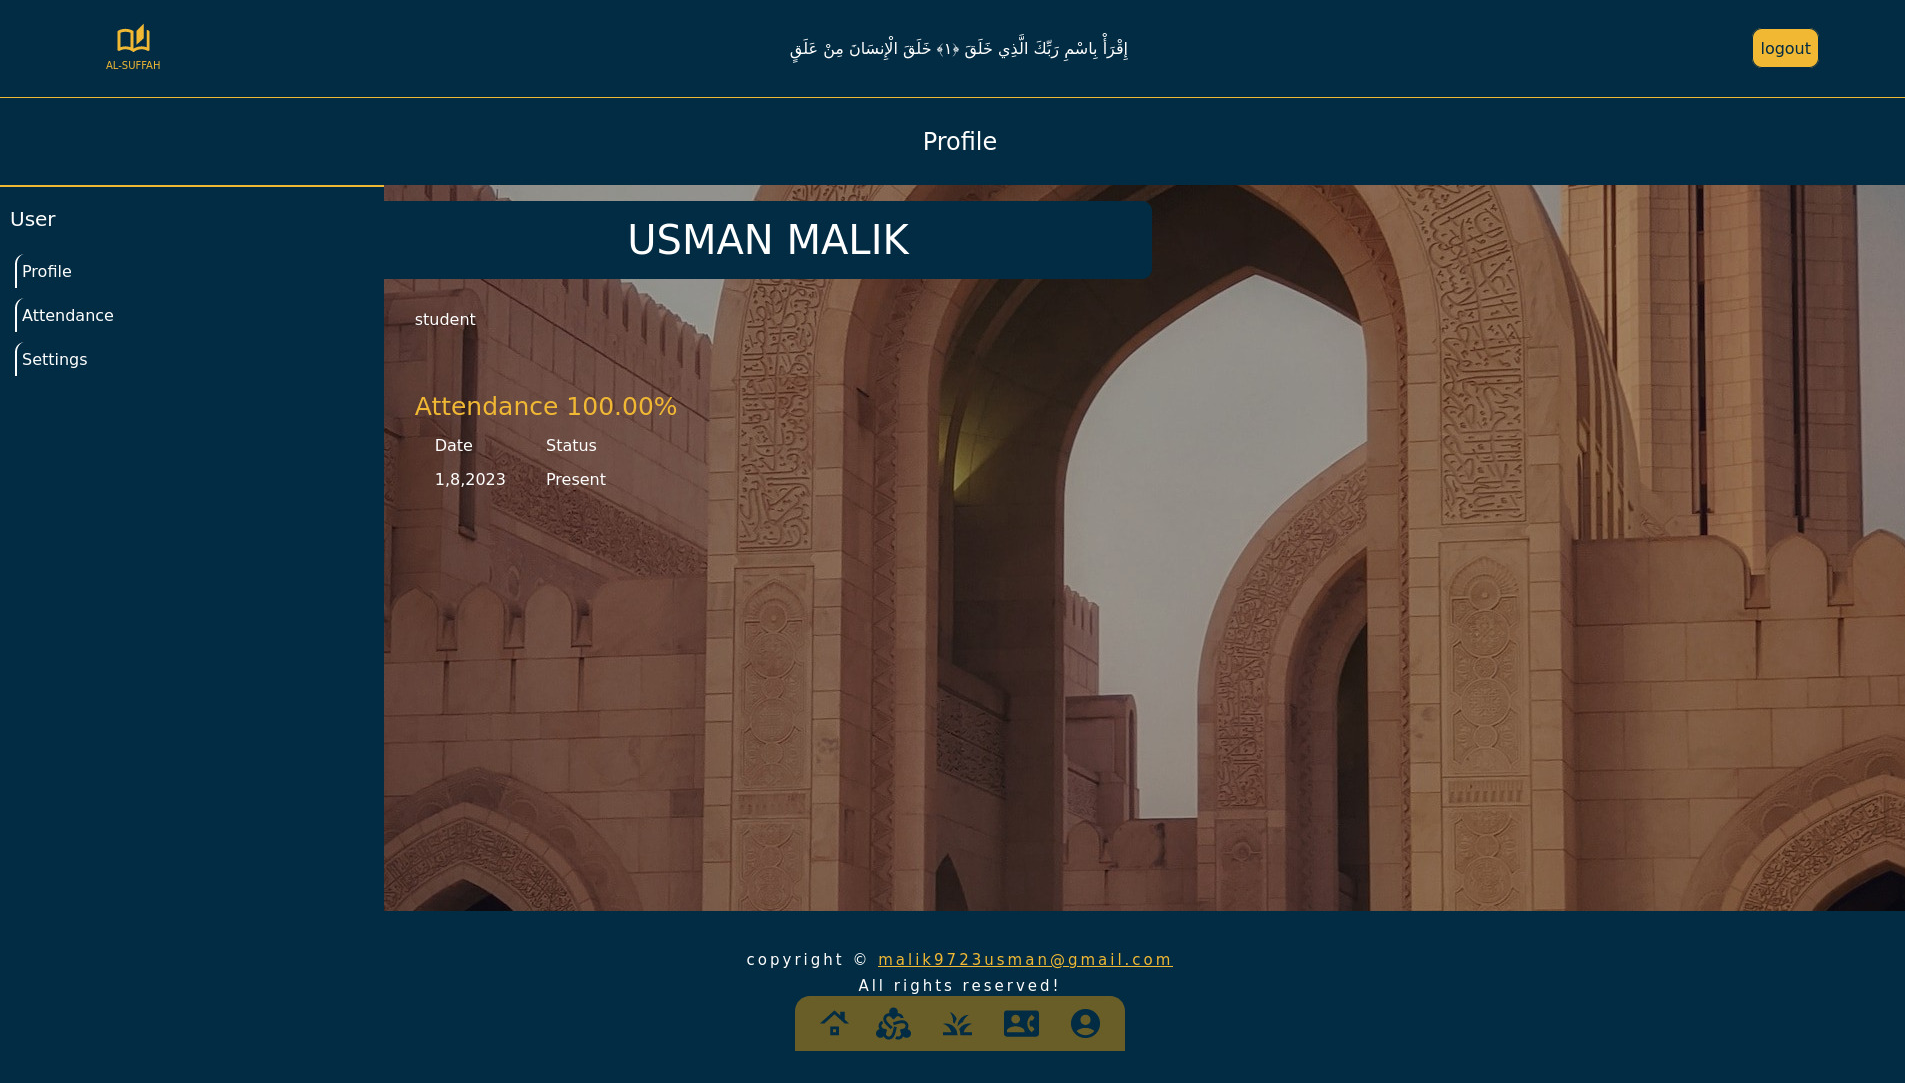 AL-SUFFAH
إِقْرَأْ بِاسْمِ رَبِّكَ الَّذِي خَلَقَ ﴿١﴾ خَلَقَ الْإِنسَانَ مِنْ عَلَقٍ
logout
Profile
User
Profile
Attendance
Settings
USMAN MALIK
student
Attendance 100.00%
Date Status
1,8,2023 Present
copyright © malik9723usman@gmail.com
All rights reserved!